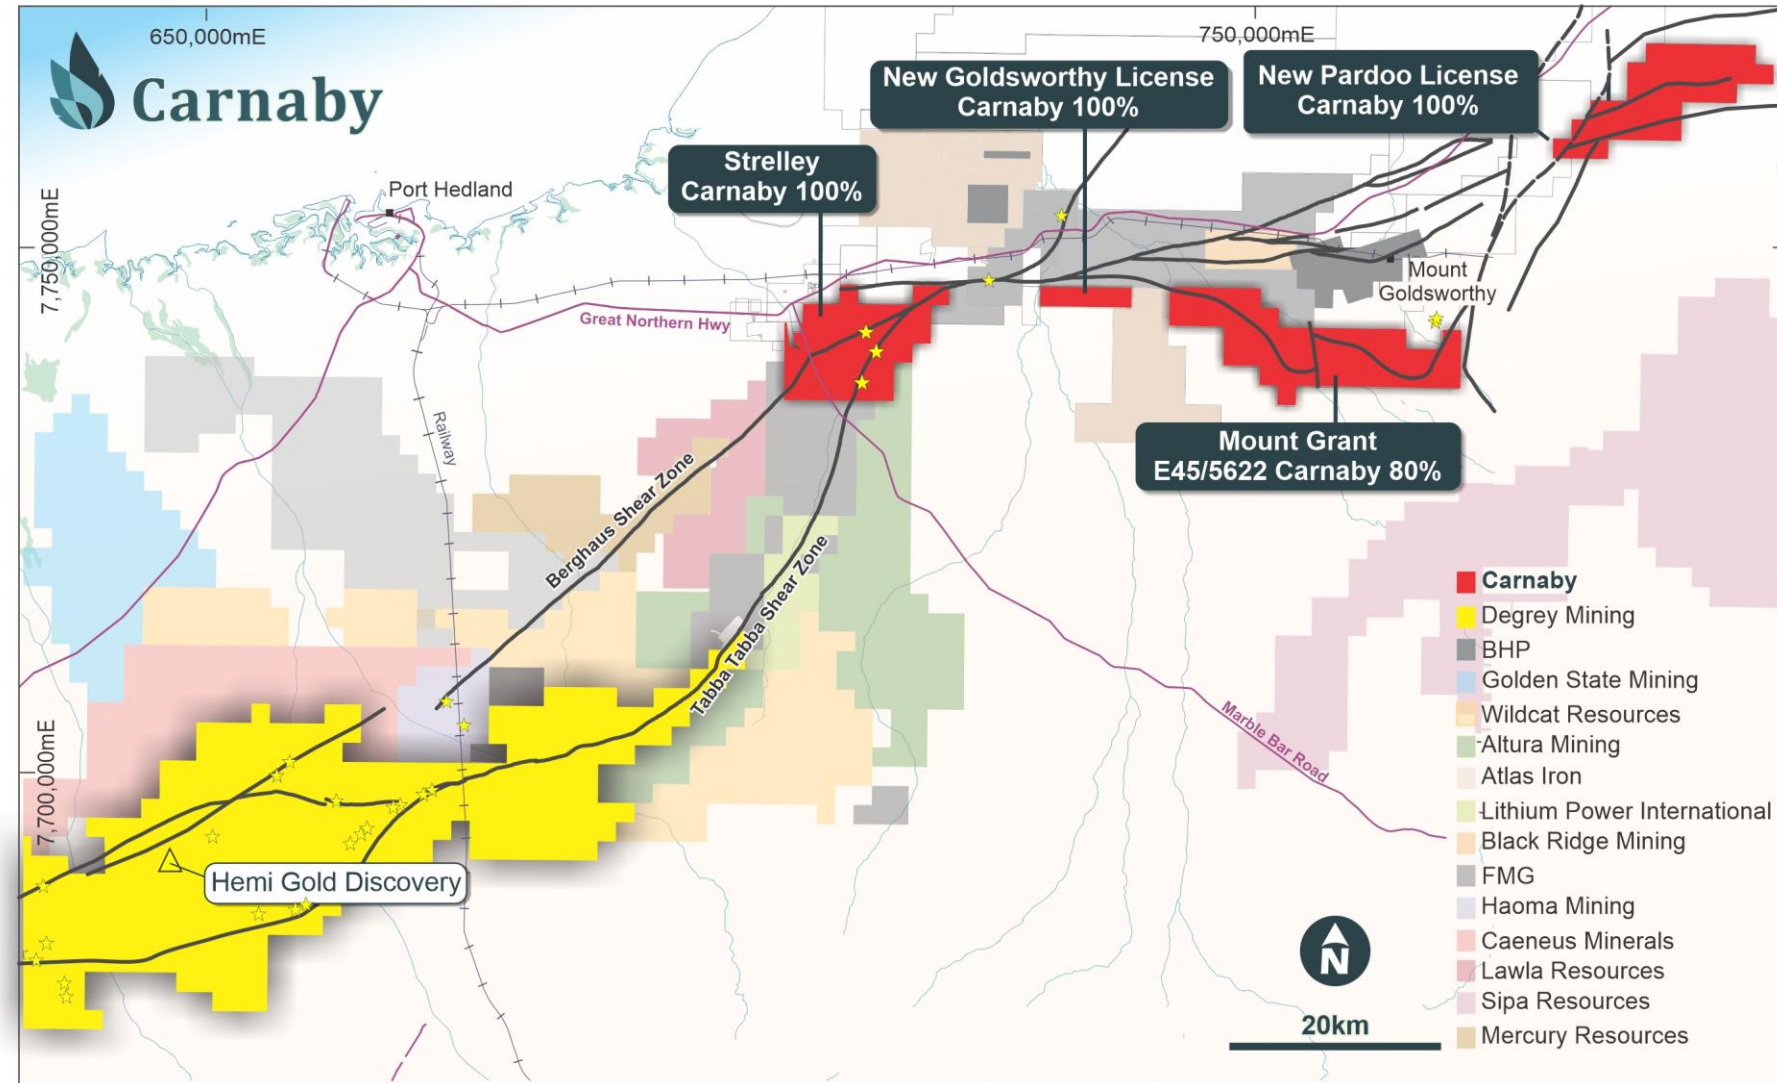 650,000mE
750,000mE
Carnaby
New Goldsworthy License
Carnaby 100%
New Pardoo License
Carnaby 100%
Strelley
Carnaby 100%
Port Hedland
7,750,000mE
Great Northern Hwy
Mount
Goldsworthy
Mount Grant
E45/5622 Carnaby 80%
Railway
Berghaus Shear Zone
Tabba Tabba Shear Zone
Marble Bar Road
7,700,000mE
Hemi Gold Discovery
Carnaby
Degrey Mining
BHP
Golden State Mining
Wildcat Resources
Altura Mining
Atlas Iron
Lithium Power International
Black Ridge Mining
FMG
Haoma Mining
Caeneus Minerals
Lawla Resources
Sipa Resources
Mercury Resources
N
20km